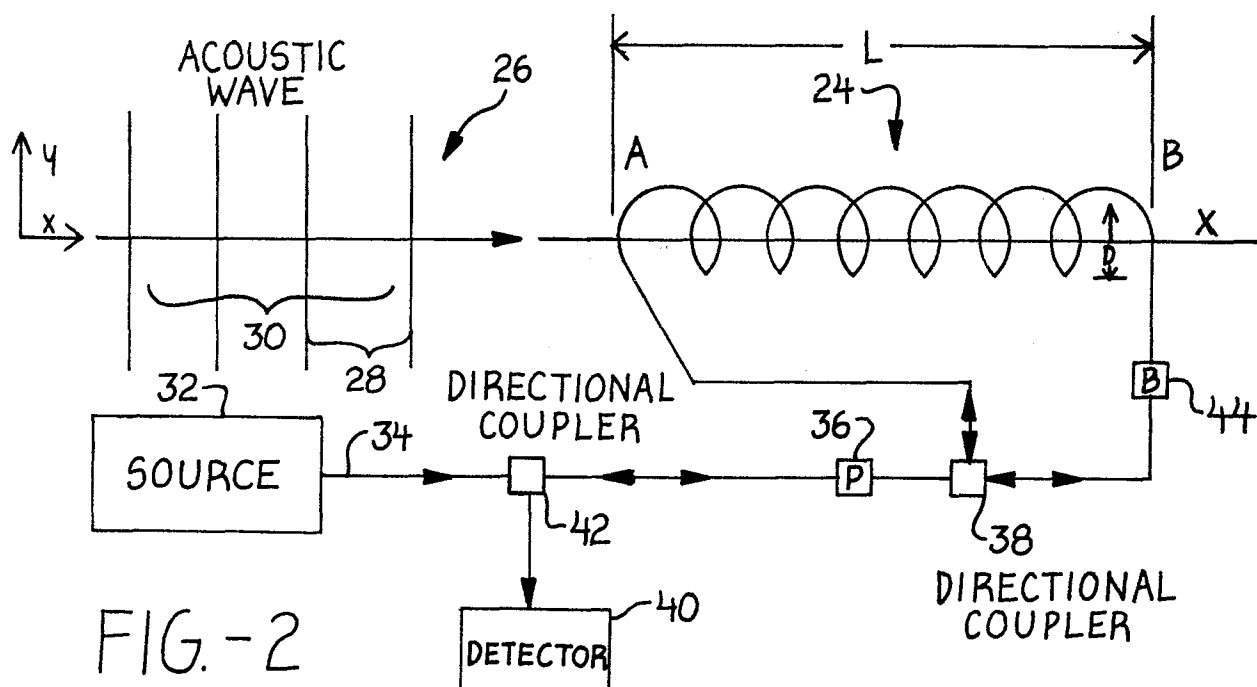 ACOUSTIC
WAVE
26
L
24
A
B
y
x
X
D
30
28
32
SOURCE
34
DIRECTIONAL
COUPLER
36
P
B
44
42
38
DIRECTIONAL
COUPLER
40
DETECTOR
FIG.-2